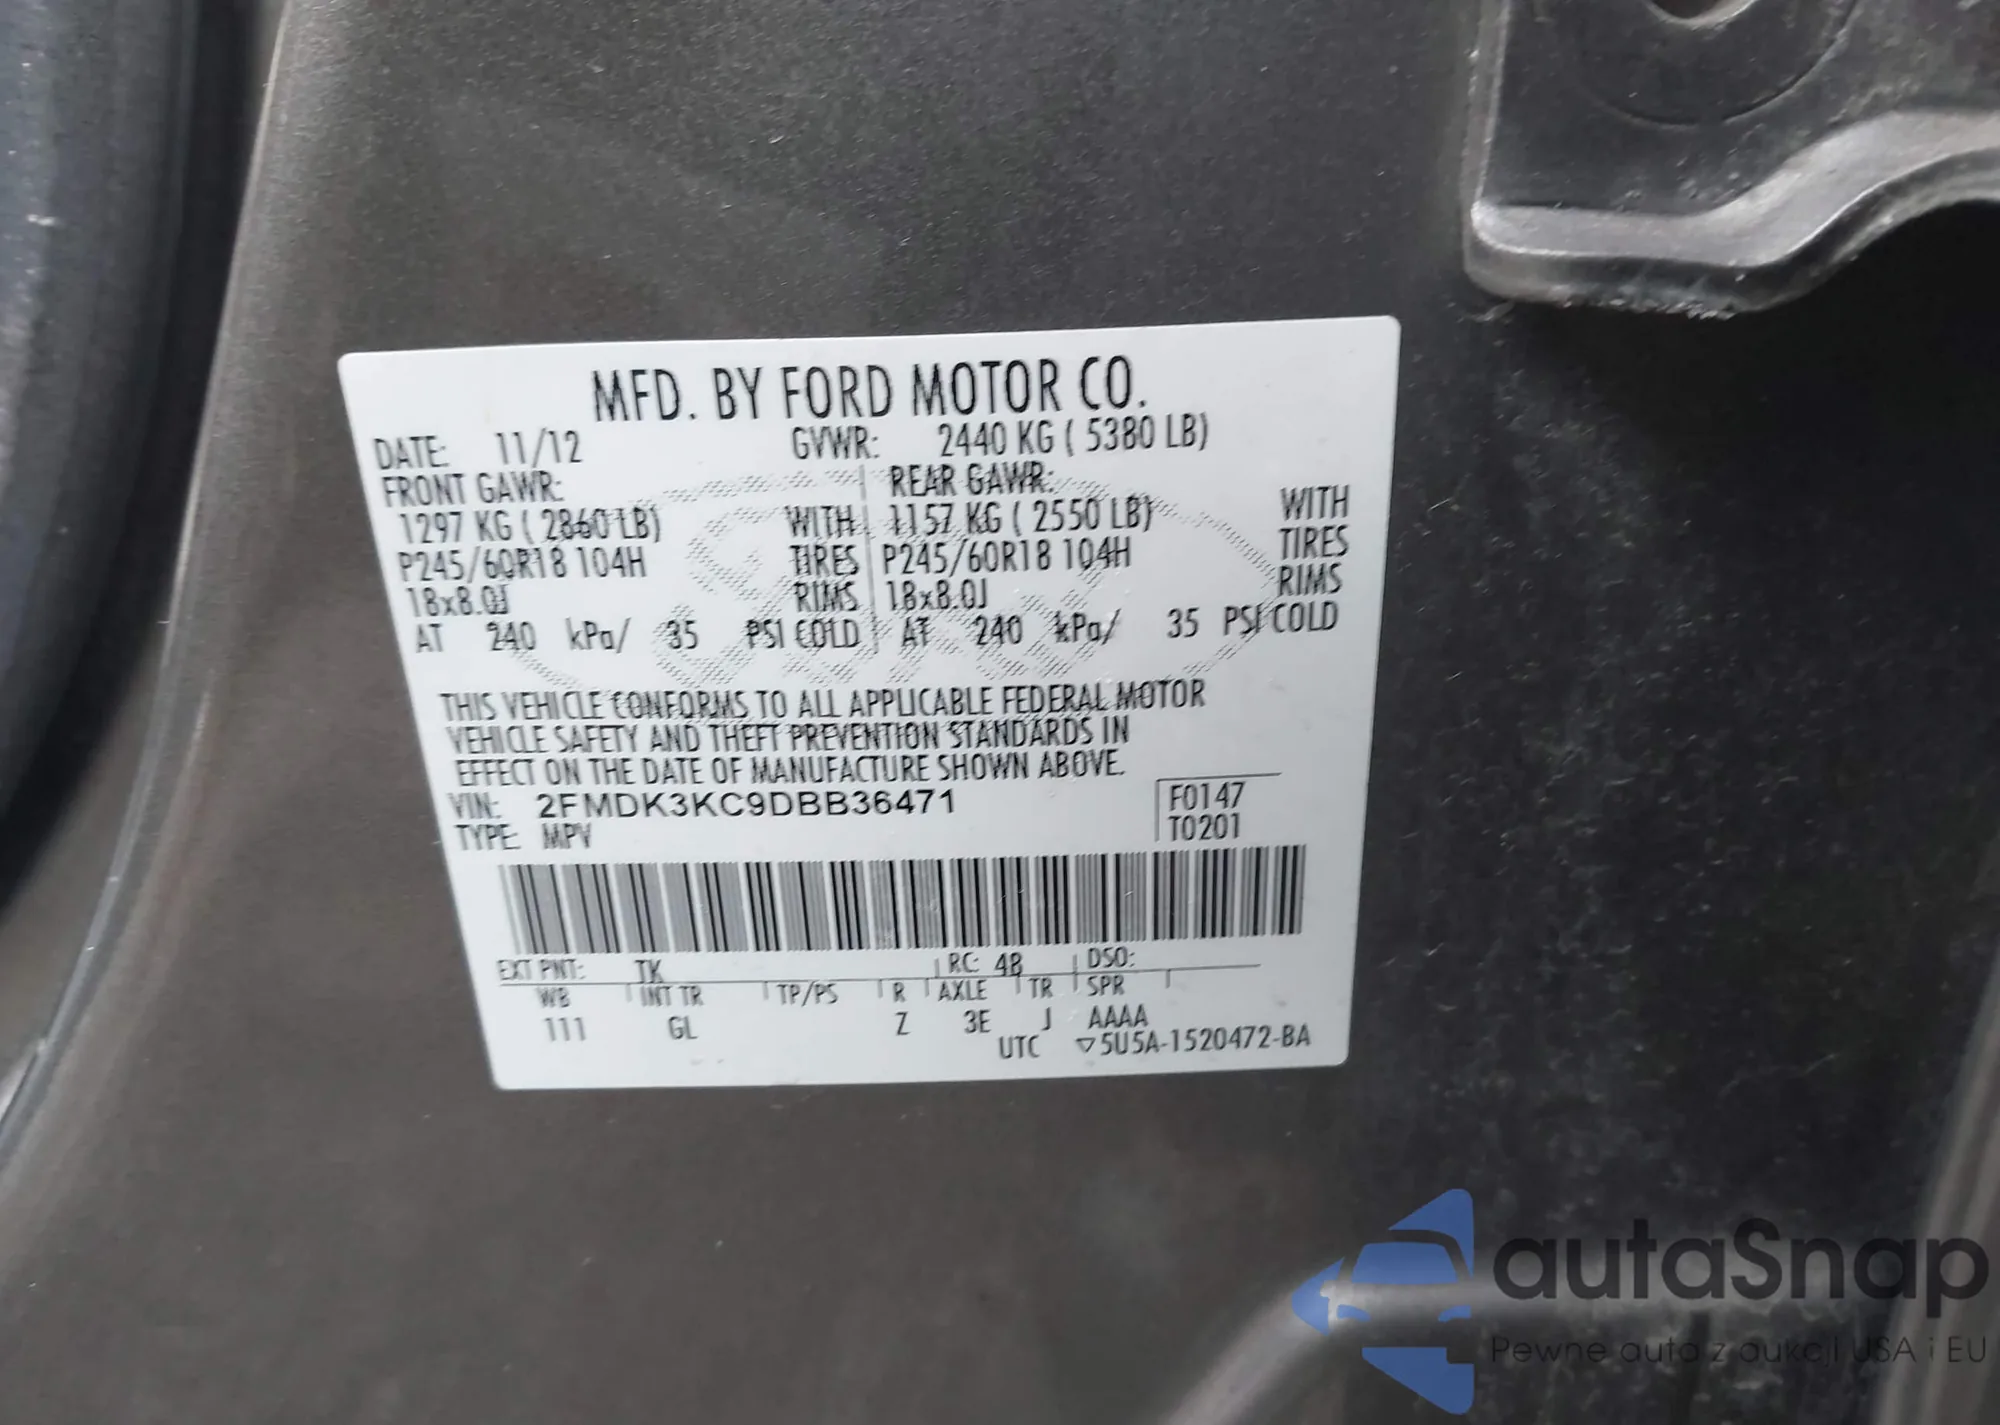 MFD. BY FORD MOTOR CO.
DATE: 11/12 GVWR: 2440 KG ( 5380 LB)
FRONT GAWR: REAR GAWR:
1297 KG ( 2860 LB) WITH 1157 KG ( 2550 LB) WITH
P245/60R18 104H TIRES P245/60R18 104H TIRES
18x8.0J RIMS 18x8.0J RIMS
AT 240 kPa/ 35 PSI COLD AT 240 kPa/ 35 PSI COLD
THIS VEHICLE CONFORMS TO ALL APPLICABLE FEDERAL MOTOR
VEHICLE SAFETY AND THEFT PREVENTION STANDARDS IN
EFFECT ON THE DATE OF MANUFACTURE SHOWN ABOVE.
VIN: 2FMDK3KC9DBB36471 F0147
TYPE: MPV T0201
EXT PNT: TK RC: 48 DSO:
WB INT TR TP/PS R AXLE TR SPR
111 GL Z 3E J AAAA
UTC ▽5U5A-1520472-BA
autaSnap
Pewne auta z aukcji USA i EU